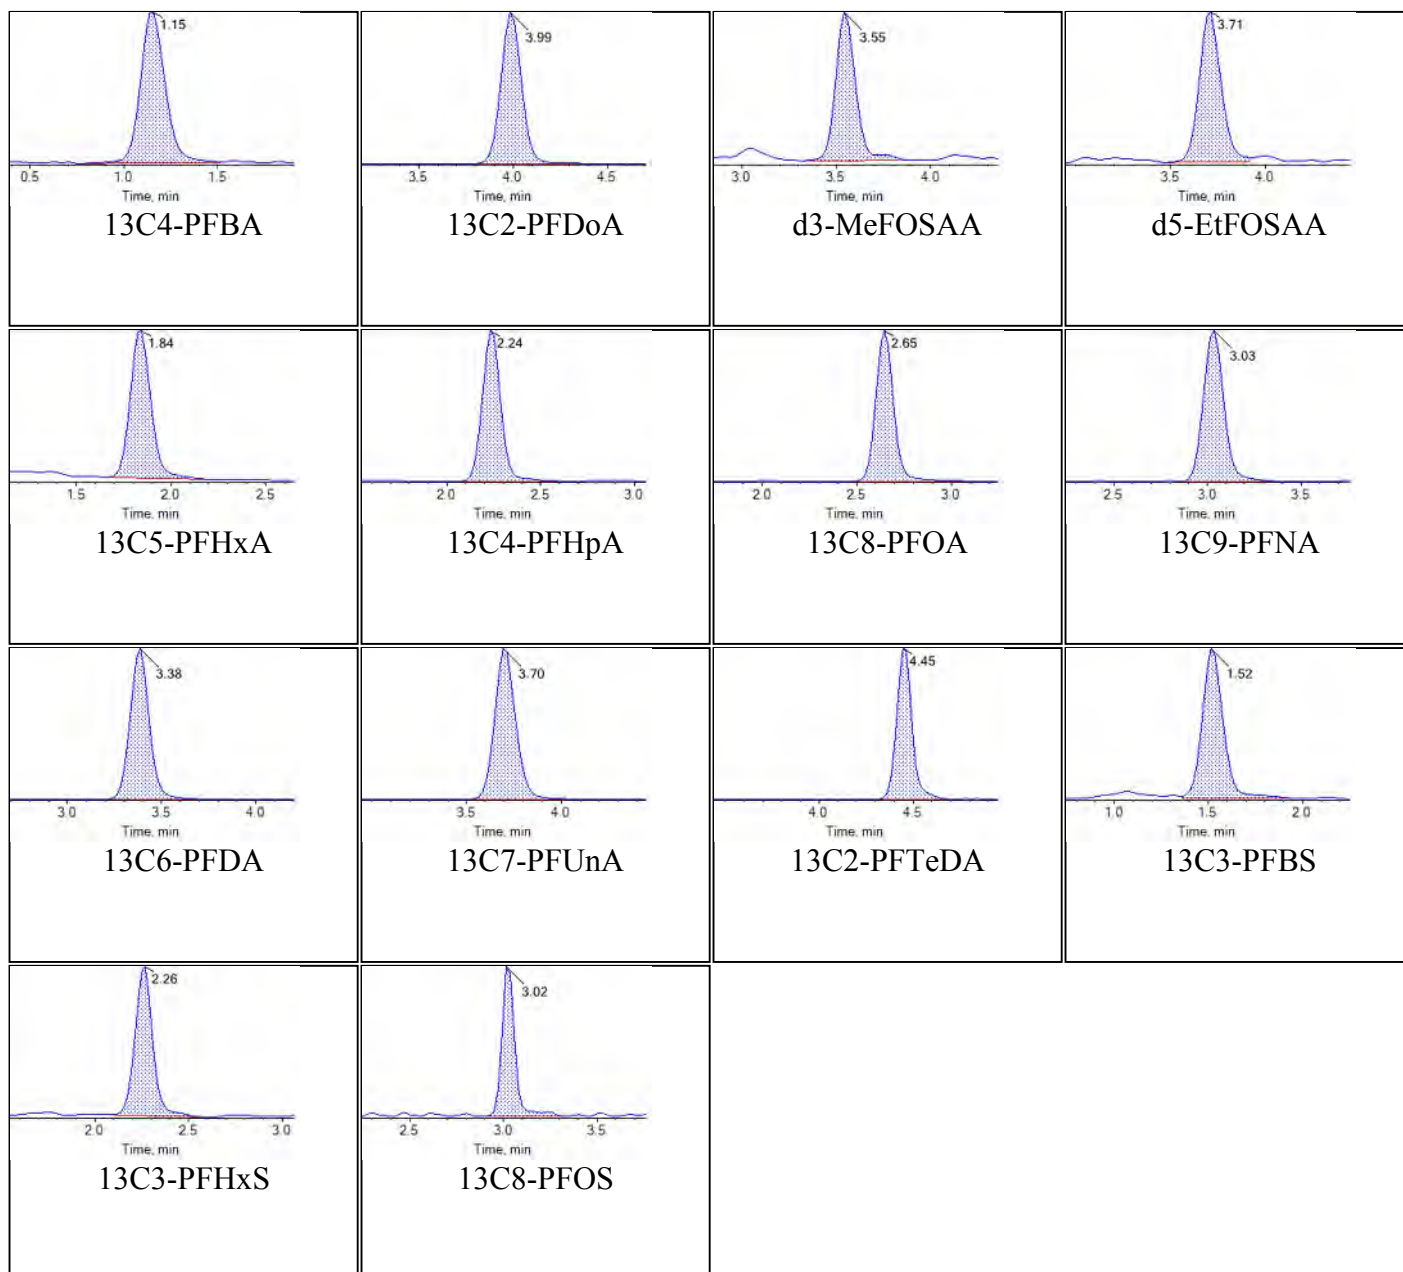 1.15
0.5 1.0 1.5
Time, min
13C4-PFBA
3.99
3.5 4.0 4.5
Time, min
13C2-PFDoA
3.55
3.0 3.5 4.0
Time, min
d3-MeFOSAA
3.71
3.5 4.0
Time, min
d5-EtFOSAA
1.84
1.5 2.0 2.5
Time, min
13C5-PFHxA
2.24
2.0 2.5 3.0
Time, min
13C4-PFHpA
2.65
2.0 2.5 3.0
Time, min
13C8-PFOA
3.03
2.5 3.0 3.5
Time, min
13C9-PFNA
3.38
3.0 3.5 4.0
Time, min
13C6-PFDA
3.70
3.5 4.0
Time, min
13C7-PFUnA
4.45
4.0 4.5
Time, min
13C2-PFTeDA
1.52
1.0 1.5 2.0
Time, min
13C3-PFBS
2.26
2.0 2.5 3.0
Time, min
13C3-PFHxS
3.02
2.5 3.0 3.5
Time, min
13C8-PFOS